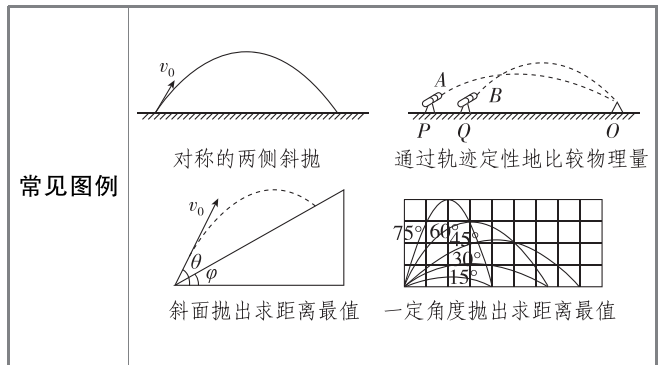 常见图例
v₀
对称的两侧斜抛
A
B
P
Q
O
通过轨迹定性地比较物理量
v₀
θ
φ
斜面抛出求距离最值
75°
60°
45°
30°
15°
一定角度抛出求距离最值